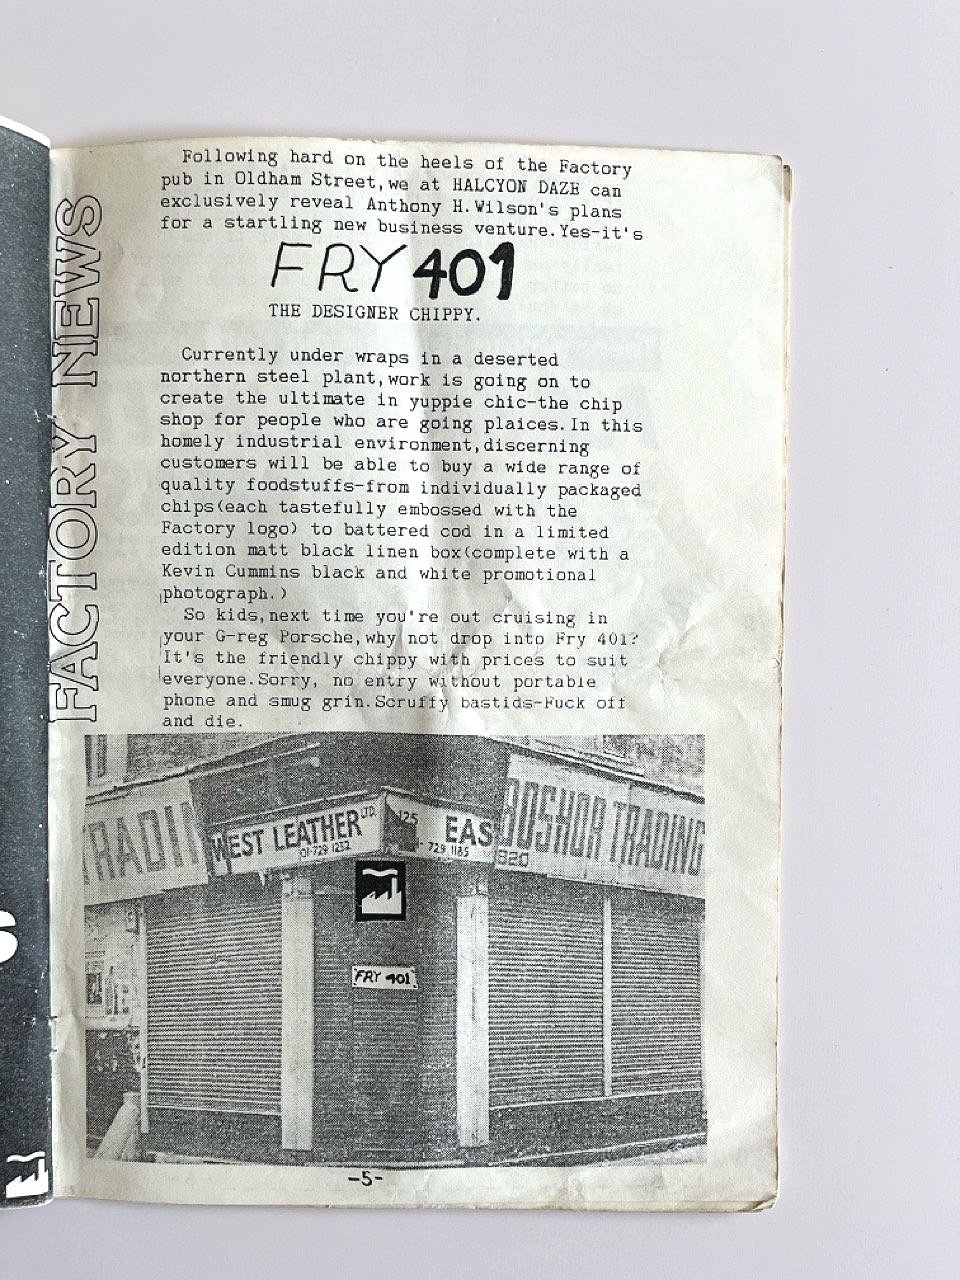 FACTORY NEWS
Following hard on the heels of the Factory
pub in Oldham Street,we at HALCYON DAZE can
exclusively reveal Anthony H.Wilson's plans
for a startling new business venture.Yes-it's
FRY 401
THE DESIGNER CHIPPY.
Currently under wraps in a deserted
northern steel plant,work is going on to
create the ultimate in yuppie chic-the chip
shop for people who are going plaices.In this
homely industrial environment,discerning
customers will be able to buy a wide range of
quality foodstuffs-from individually packaged
chips(each tastefully embossed with the
Factory logo) to battered cod in a limited
edition matt black linen box(complete with a
Kevin Cummins black and white promotional
photograph.)
So kids,next time you're out cruising in
your G-reg Porsche,why not drop into Fry 401?
It's the friendly chippy with prices to suit
everyone.Sorry, no entry without portable
phone and smug grin.Scruffy bastids-Fuck off
and die.
TRADIN
WEST LEATHER LTD.
01-729 1232
125
EAS
729 1185
BOSHOR TRADING
FRY 401
-5-